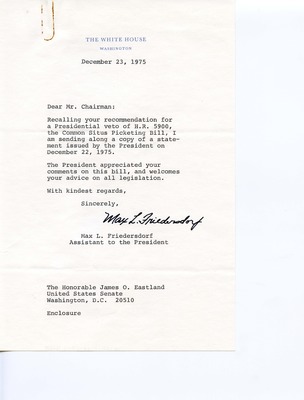 THE WHITE HOUSE
WASHINGTON
December 23, 1975
Dear Mr. Chairman:
Recalling your recommendation for
a Presidential veto of H.R. 5900,
the Common Situs Picketing Bill, I
am sending along a copy of a state-
ment issued by the President on
December 22, 1975.
The President appreciated your
comments on this bill, and welcomes
your advice on all legislation.
With kindest regards,
Sincerely,
Max L. Friedersdorf
Max L. Friedersdorf
Assistant to the President
The Honorable James O. Eastland
United States Senate
Washington, D.C. 20510
Enclosure